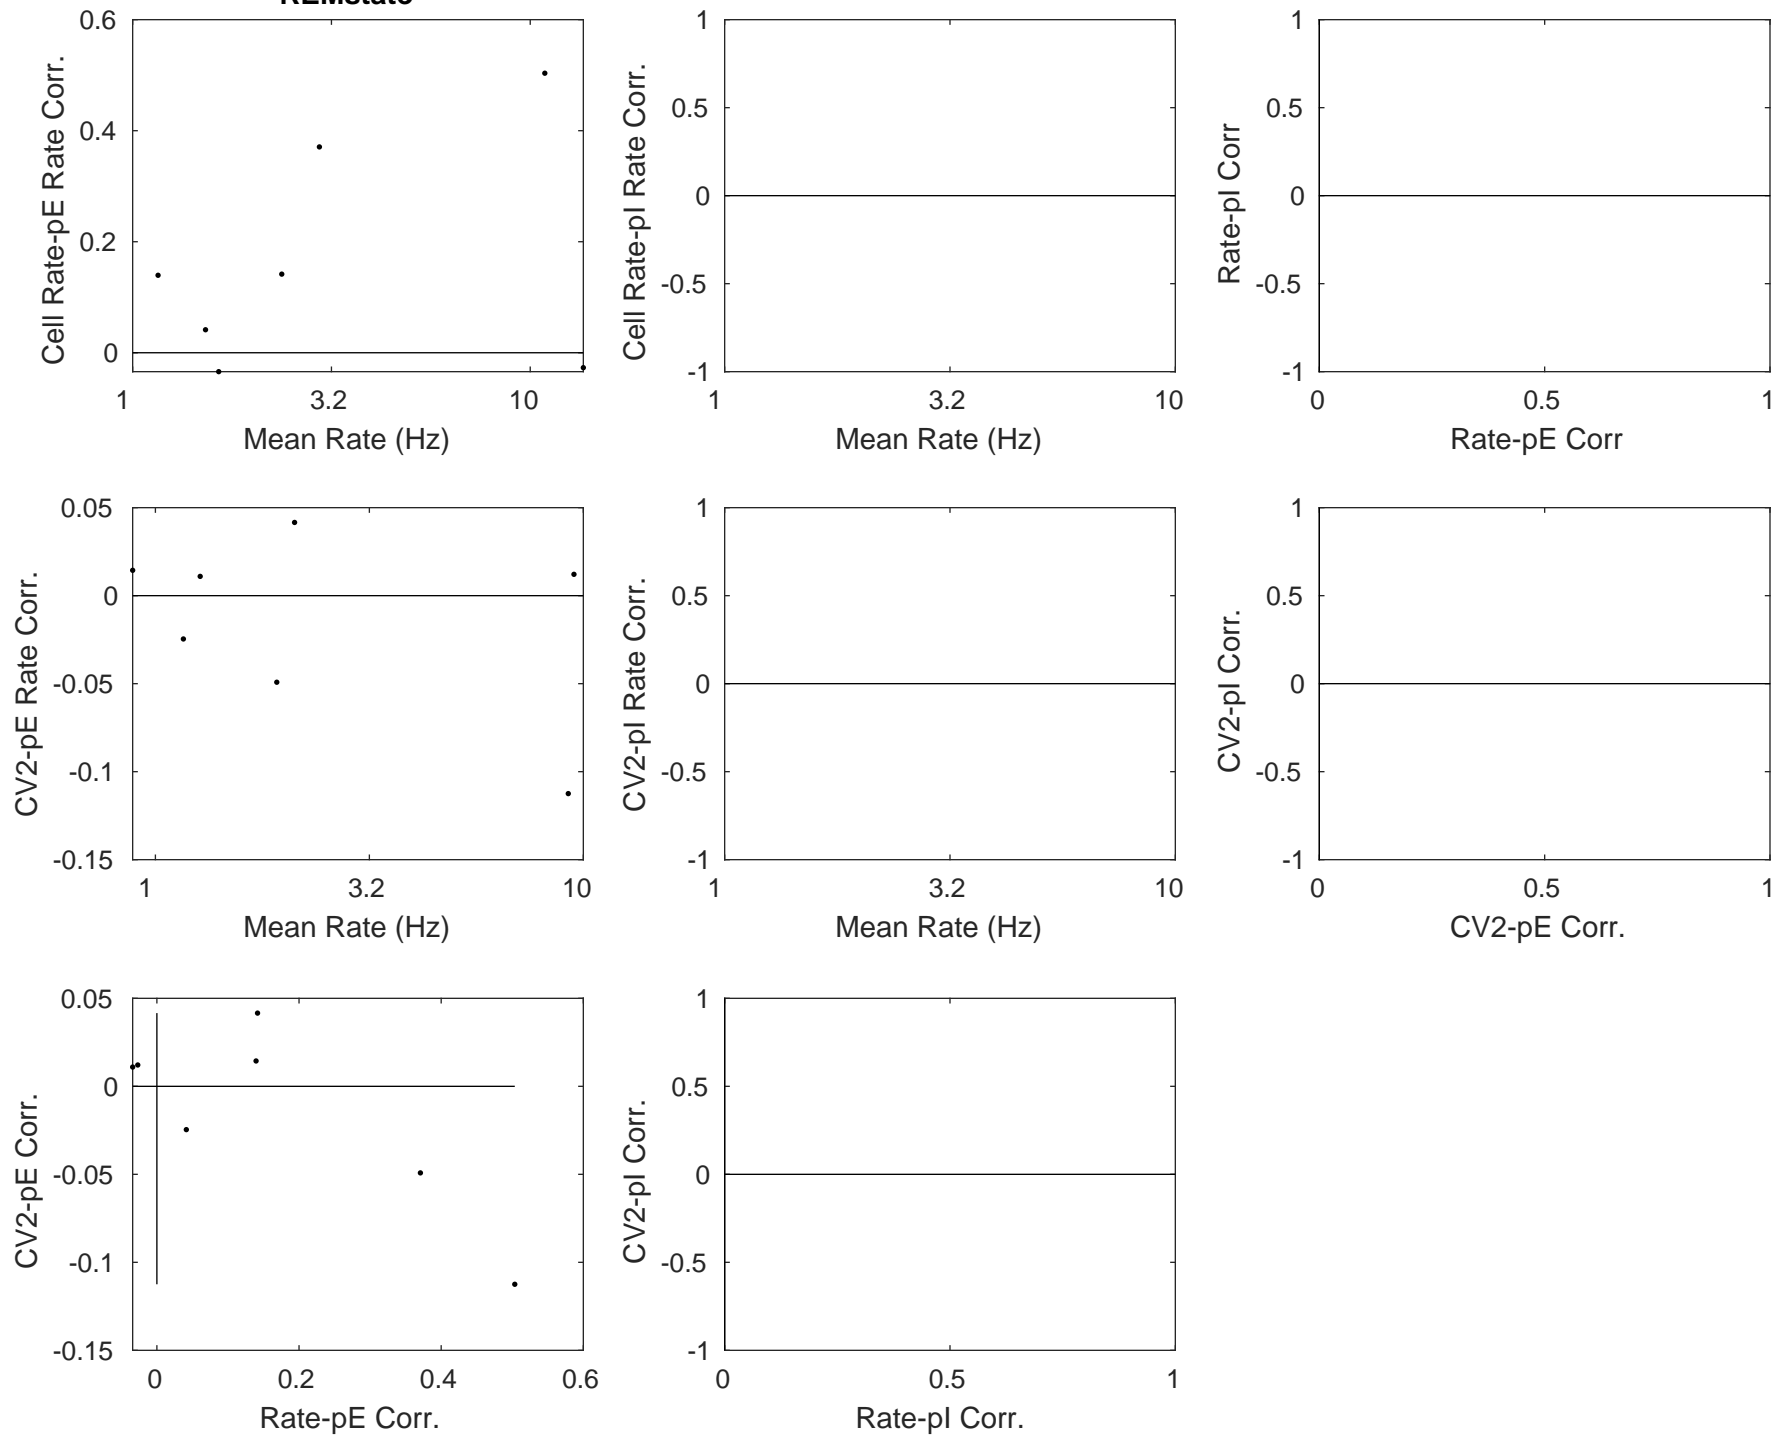 REMstate
0.6
0.4
0.2
0
Cell Rate-pE Rate Corr.
1 3.2 10
Mean Rate (Hz)
1
0.5
0
-0.5
-1
Cell Rate-pI Rate Corr.
1 3.2 10
Mean Rate (Hz)
1
0.5
0
-0.5
-1
Rate-pI Corr
0 0.5 1
Rate-pE Corr
0.05
0
-0.05
-0.1
-0.15
CV2-pE Rate Corr.
1 3.2 10
Mean Rate (Hz)
1
0.5
0
-0.5
-1
CV2-pI Rate Corr.
1 3.2 10
Mean Rate (Hz)
1
0.5
0
-0.5
-1
CV2-pI Corr.
0 0.5 1
CV2-pE Corr.
0.05
0
-0.05
-0.1
-0.15
CV2-pE Corr.
0 0.2 0.4 0.6
Rate-pE Corr.
1
0.5
0
-0.5
-1
CV2-pI Corr.
0 0.5 1
Rate-pI Corr.